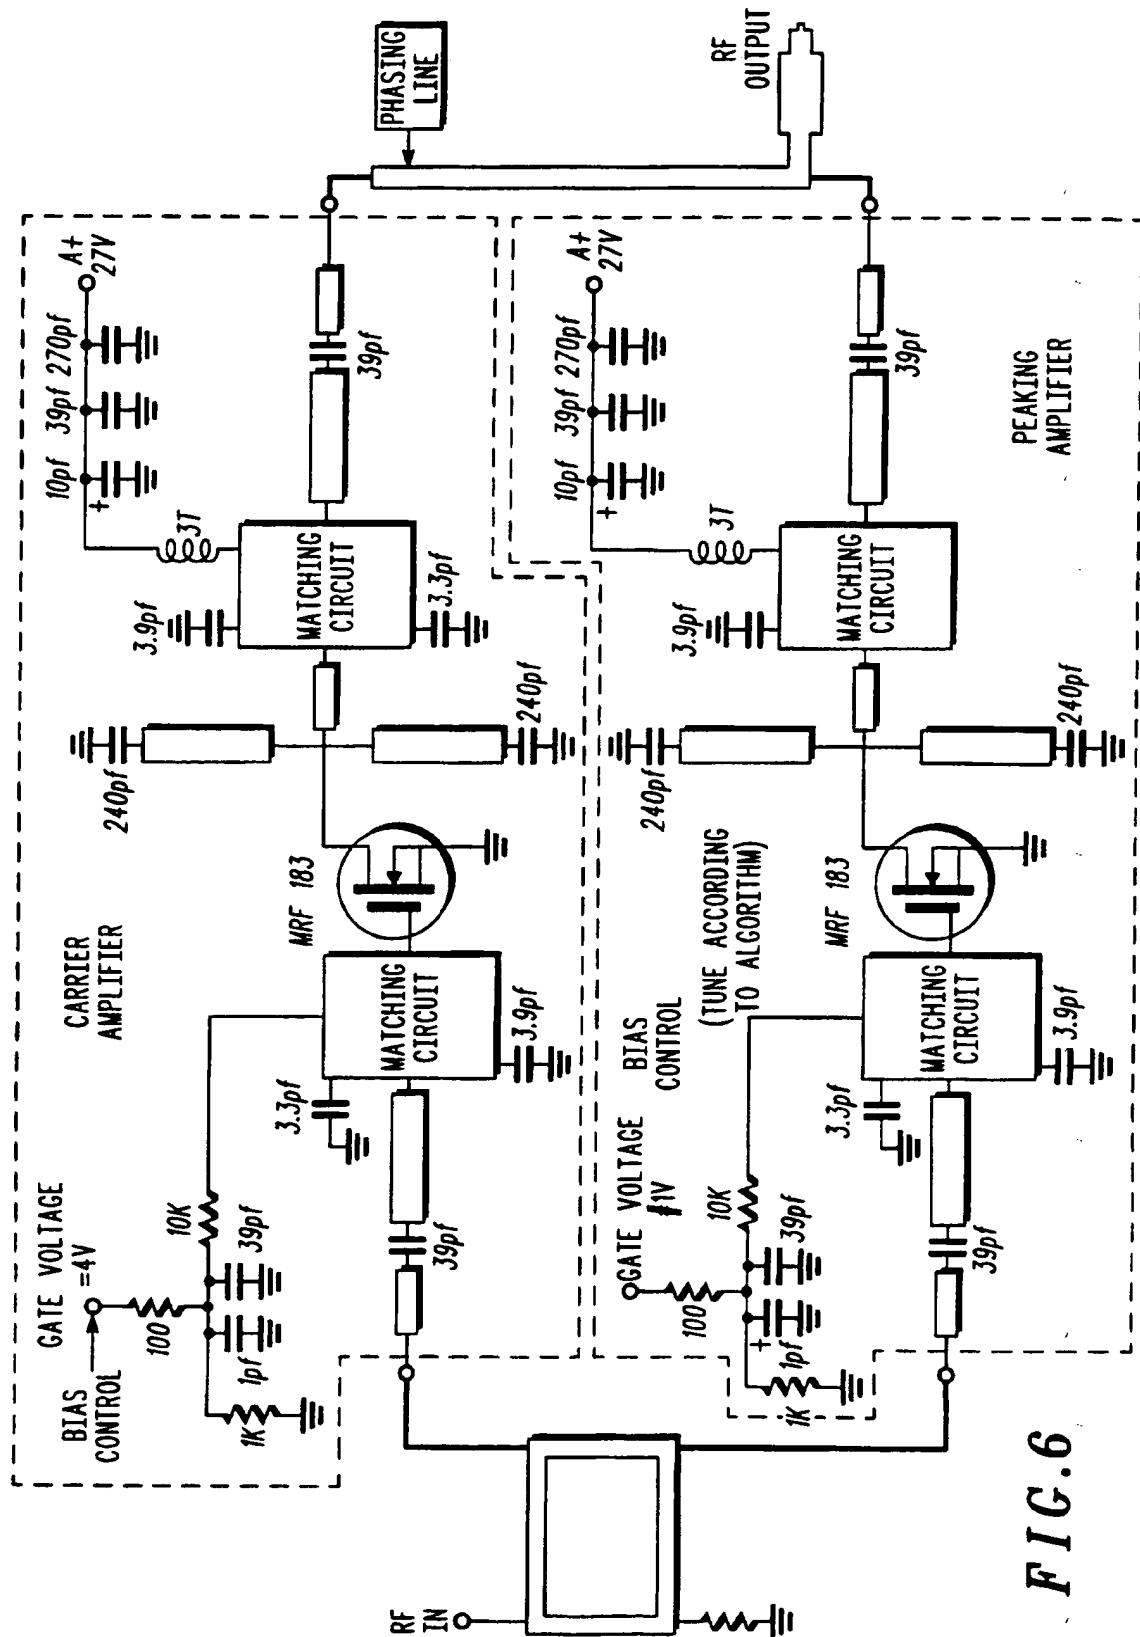 GATE VOLTAGE
=4V
BIAS
CONTROL
100
1pf
39pf
1K
10K
CARRIER
AMPLIFIER
3.3pf
39pf
MATCHING
CIRCUIT
3.9pf
MRF 183
240pf
240pf
3.9pf
MATCHING
CIRCUIT
3.3pf
3T
10pf
+
39pf
270pf
A+
27V
39pf
PHASING
LINE
RF
IN
RF
OUTPUT
GATE VOLTAGE
1V
BIAS
CONTROL
(TUNE ACCORDING
TO ALGORITHM)
100
+
1pf
39pf
1K
10K
3.3pf
39pf
MATCHING
CIRCUIT
3.9pf
MRF 183
240pf
240pf
3.9pf
MATCHING
CIRCUIT
3T
10pf
+
39pf
270pf
A+
27V
39pf
PEAKING
AMPLIFIER
FIG.6